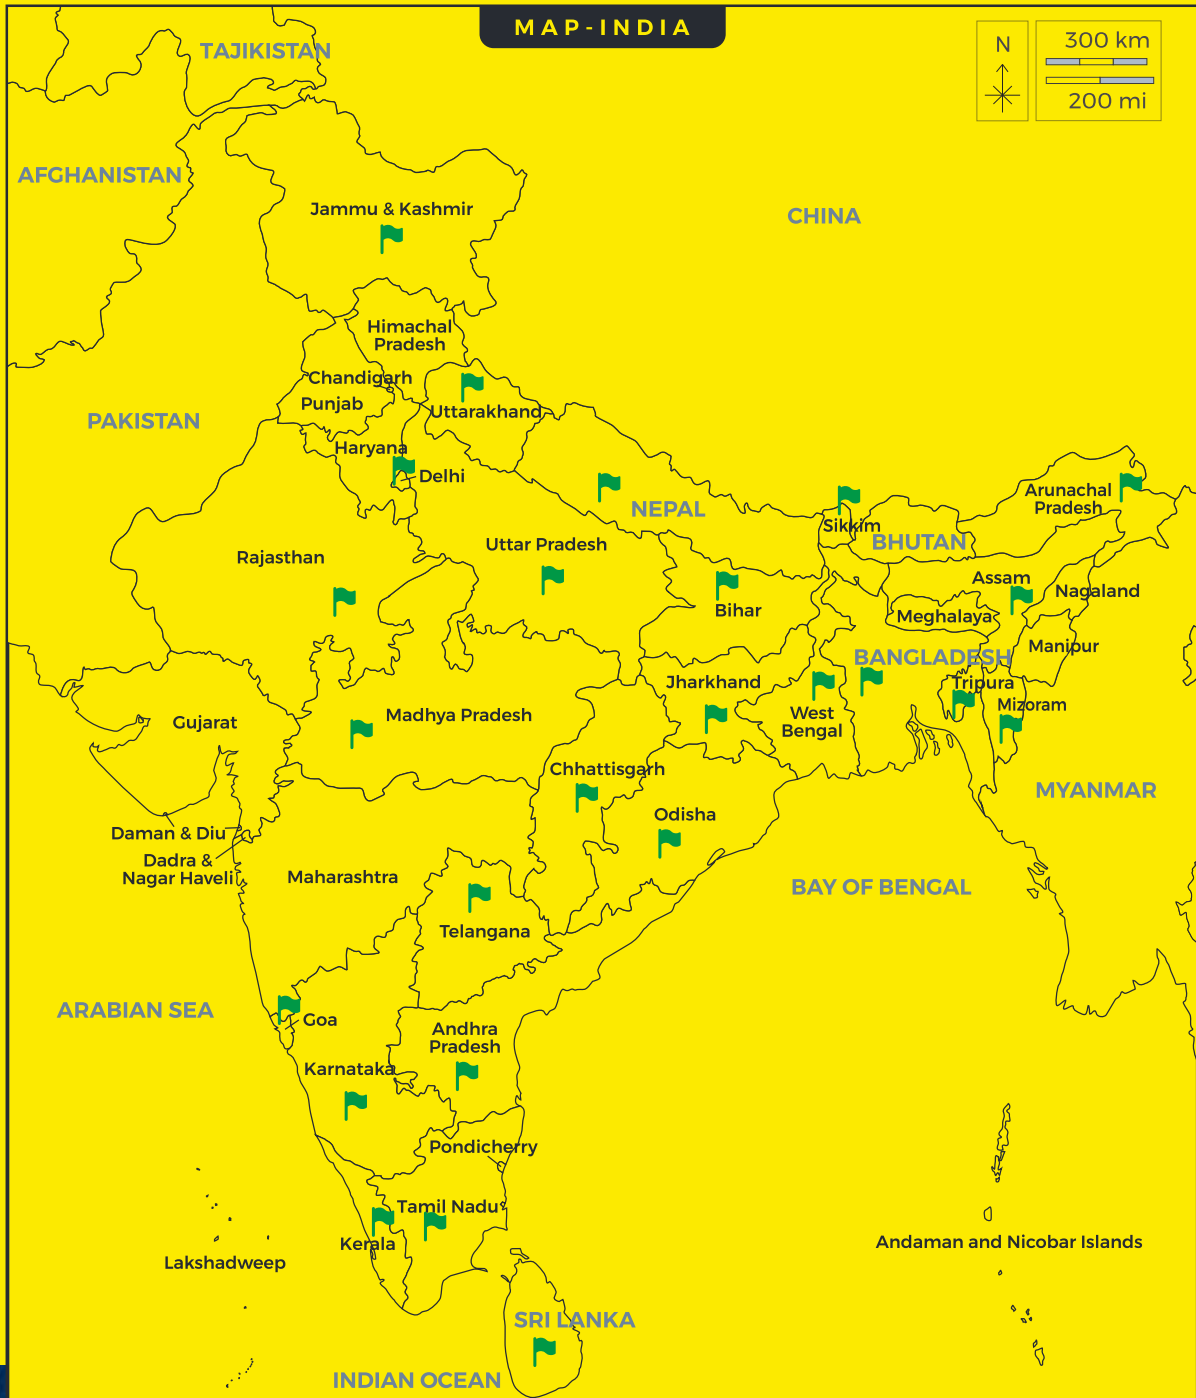 MAP-INDIA
N
300 km
200 mi
TAJIKISTAN
AFGHANISTAN
Jammu & Kashmir
CHINA
Himachal
Pradesh
Chandigarh
Punjab
PAKISTAN
Uttarakhand
Haryana
Delhi
NEPAL
Arunachal
Pradesh
Sikkim
BHUTAN
Uttar Pradesh
Rajasthan
Assam
Nagaland
Bihar
Meghalaya
Manipur
BANGLADESH
Jharkhand
Tripura
Mizoram
Gujarat
Madhya Pradesh
West
Bengal
Chhattisgarh
MYANMAR
Odisha
Daman & Diu
Dadra &
Nagar Haveli
Maharashtra
BAY OF BENGAL
Telangana
ARABIAN SEA
Goa
Andhra
Pradesh
Karnataka
Pondicherry
Tamil Nadu
Kerala
Andaman and Nicobar Islands
Lakshadweep
SRI LANKA
INDIAN OCEAN